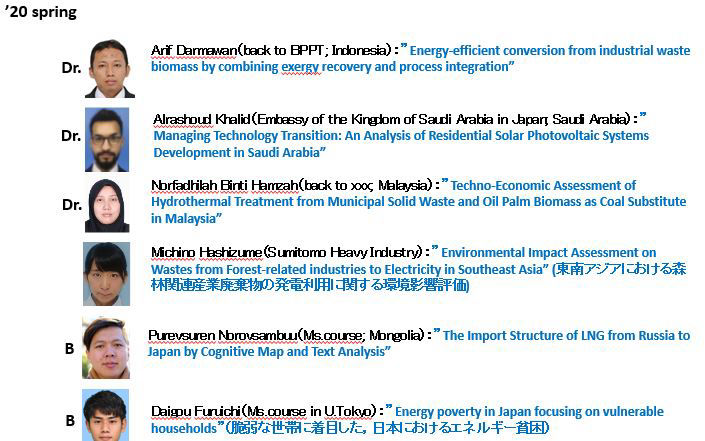 ’20 spring
Dr.
Arif Darmawan(back to BPPT; Indonesia):”Energy-efficient conversion from industrial waste
biomass by combining exergy recovery and process integration”
Dr.
Alrashoud Khalid(Embassy of the Kingdom of Saudi Arabia in Japan; Saudi Arabia):”
Managing Technology Transition: An Analysis of Residential Solar Photovoltaic Systems
Development in Saudi Arabia”
Dr.
Norfadhilah Binti Hamzah(back to xxx; Malaysia):”Techno-Economic Assessment of
Hydrothermal Treatment from Municipal Solid Waste and Oil Palm Biomass as Coal Substitute
in Malaysia”
Michino Hashizume(Sumitomo Heavy Industry):”Environmental Impact Assessment on
Wastes from Forest-related industries to Electricity in Southeast Asia” (東南アジアにおける森
林関連産業廃棄物の発電利用に関する環境影響評価)
B
Purevsuren Norovsambuu(Ms.course; Mongolia):”The Import Structure of LNG from Russia to
Japan by Cognitive Map and Text Analysis”
B
Daigou Furuichi(Ms.course in U.Tokyo):”Energy poverty in Japan focusing on vulnerable
households”(脆弱な世帯に着目した，日本におけるエネルギー貧困)